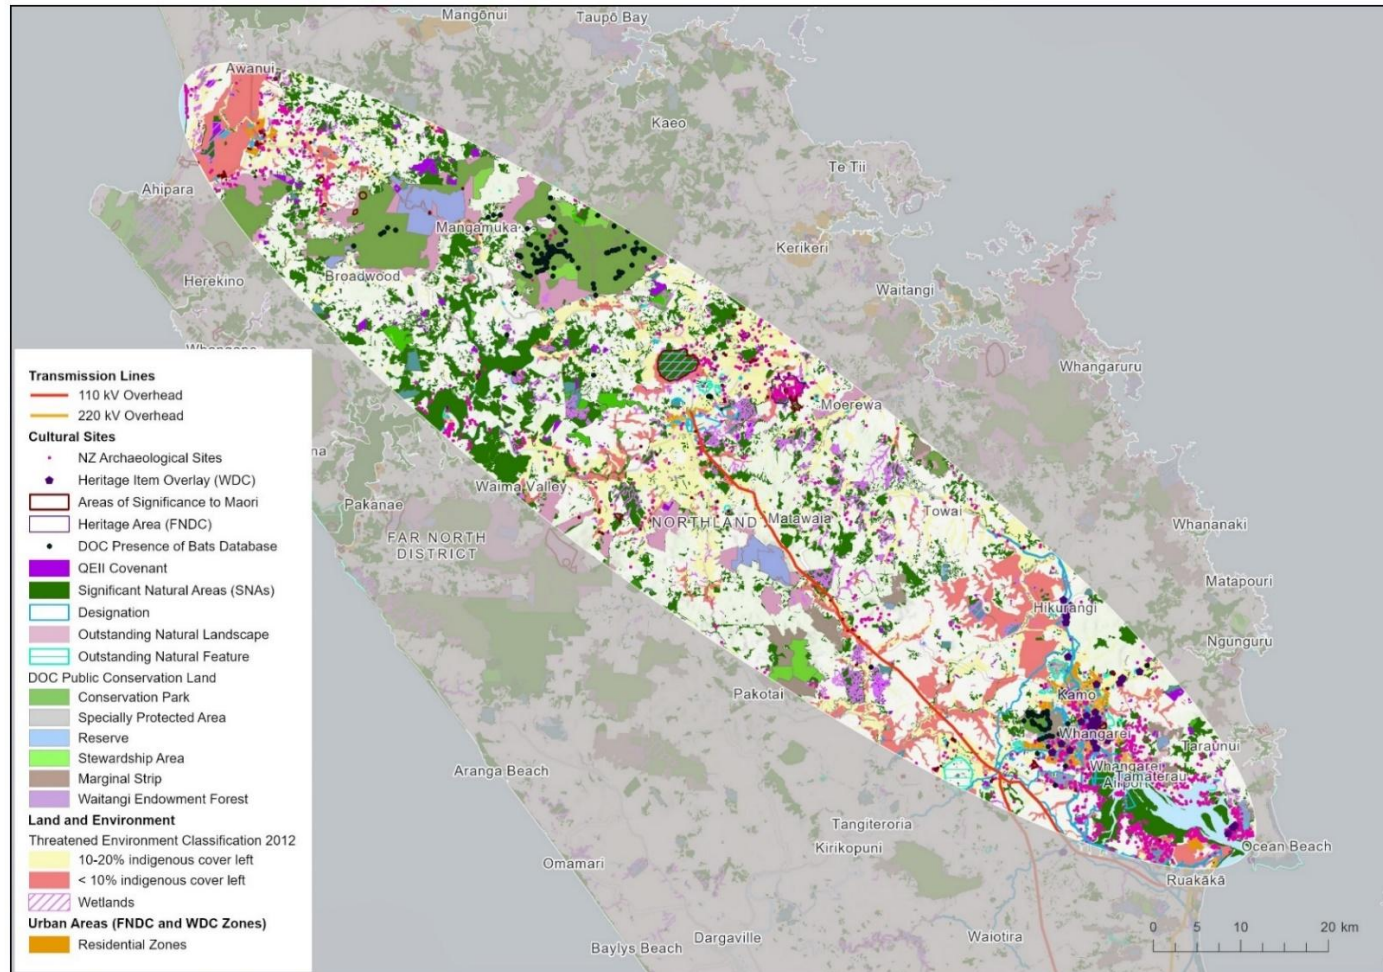 Mangōnui
Taupō Bay
Awanui
Kaeo
Te Tii
Ahipara
Mangamuka
Kerikeri
Herekino
Broadwood
Waitangi
Whangaruru
Moerewa
Waima Valley
Pakanae
NORTHLAND
Matawaia
Towai
Whananaki
FAR NORTH
DISTRICT
Matapouri
Hikurangi
Ngunguru
Pakotai
Kamo
Whangarei
Taraunui
Aranga Beach
Whangarei
Tamaterau
Airport
Tangiteroria
Kirikopuni
Ocean Beach
Omamari
Ruakākā
Dargaville
Waiotira
Baylys Beach
0 5 10 20 km
Transmission Lines
110 kV Overhead
220 kV Overhead
Cultural Sites
NZ Archaeological Sites
Heritage Item Overlay (WDC)
Areas of Significance to Maori
Heritage Area (FNDC)
DOC Presence of Bats Database
QEII Covenant
Significant Natural Areas (SNAs)
Designation
Outstanding Natural Landscape
Outstanding Natural Feature
DOC Public Conservation Land
Conservation Park
Specially Protected Area
Reserve
Stewardship Area
Marginal Strip
Waitangi Endowment Forest
Land and Environment
Threatened Environment Classification 2012
10-20% indigenous cover left
< 10% indigenous cover left
Wetlands
Urban Areas (FNDC and WDC Zones)
Residential Zones